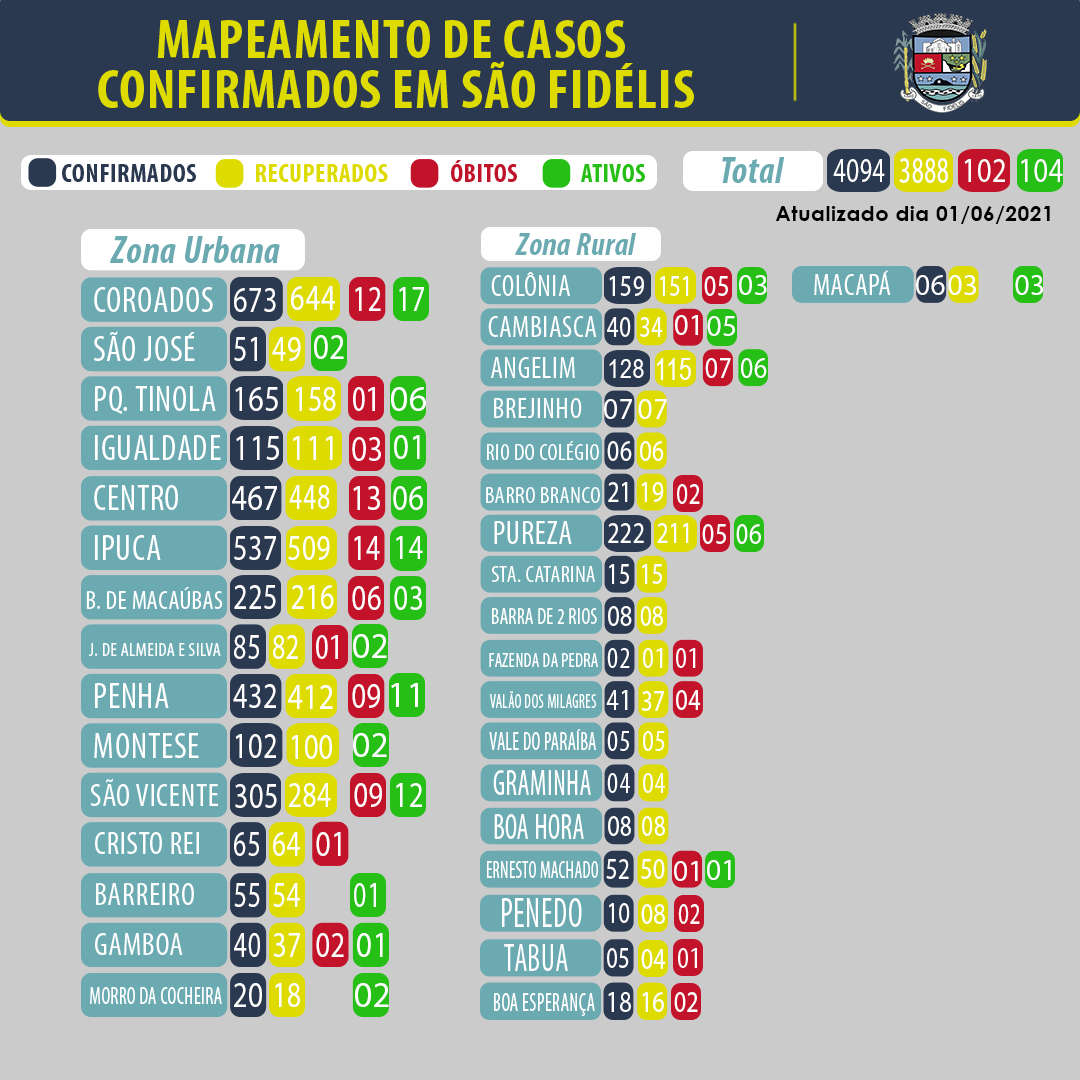 MAPEAMENTO DE CASOS
CONFIRMADOS EM SÃO FIDÉLIS
SÃO FIDÉLIS
CONFIRMADOS RECUPERADOS ÓBITOS ATIVOS
Total 4094 3888 102 104
Atualizado dia 01/06/2021
Zona Urbana
COROADOS 673 644 12 17
SÃO JOSÉ 51 49 02
PQ. TINOLA 165 158 01 06
IGUALDADE 115 111 03 01
CENTRO 467 448 13 06
IPUCA 537 509 14 14
B. DE MACAÚBAS 225 216 06 03
J. DE ALMEIDA E SILVA 85 82 01 02
PENHA 432 412 09 11
MONTESE 102 100 02
SÃO VICENTE 305 284 09 12
CRISTO REI 65 64 01
BARREIRO 55 54 01
GAMBOA 40 37 02 01
MORRO DA COCHEIRA 20 18 02
Zona Rural
COLÔNIA 159 151 05 03
CAMBIASCA 40 34 01 05
ANGELIM 128 115 07 06
BREJINHO 07 07
RIO DO COLÉGIO 06 06
BARRO BRANCO 21 19 02
PUREZA 222 211 05 06
STA. CATARINA 15 15
BARRA DE 2 RIOS 08 08
FAZENDA DA PEDRA 02 01 01
VALÃO DOS MILAGRES 41 37 04
VALE DO PARAÍBA 05 05
GRAMINHA 04 04
BOA HORA 08 08
ERNESTO MACHADO 52 50 01 01
PENEDO 10 08 02
TABUA 05 04 01
BOA ESPERANÇA 18 16 02
MACAPÁ 06 03 03